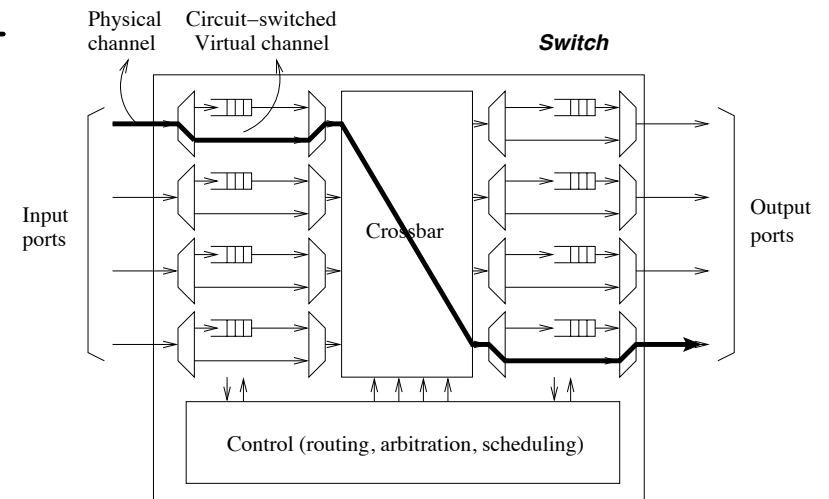 Physical
channel
Circuit−switched
Virtual channel
Switch
Input
ports
Crossbar
Output
ports
Control (routing, arbitration, scheduling)